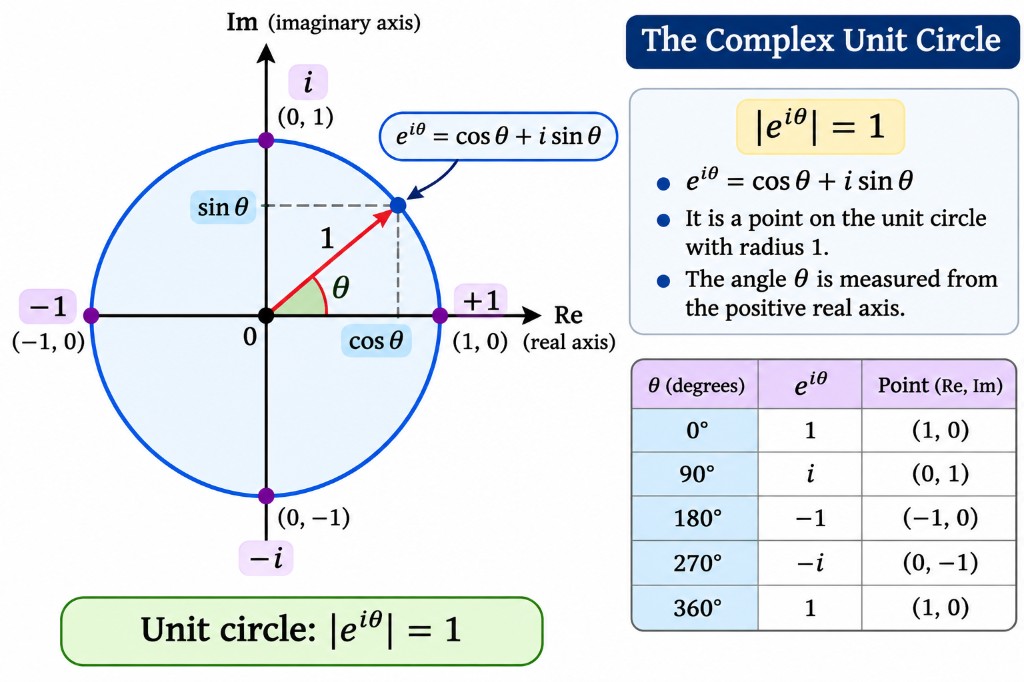 Im (imaginary axis)
i
(0, 1)
e^{iθ} = cos θ + i sin θ
sin θ
1
θ
−1
(−1, 0)
0
cos θ
+1
(1, 0)
Re
(real axis)
(0, −1)
−i
Unit circle: |e^{iθ}| = 1
The Complex Unit Circle
|e^{iθ}| = 1
• e^{iθ} = cos θ + i sin θ
• It is a point on the unit circle
with radius 1.
• The angle θ is measured from
the positive real axis.
θ (degrees) e^{iθ} Point (Re, Im)
0° 1 (1, 0)
90° i (0, 1)
180° −1 (−1, 0)
270° −i (0, −1)
360° 1 (1, 0)